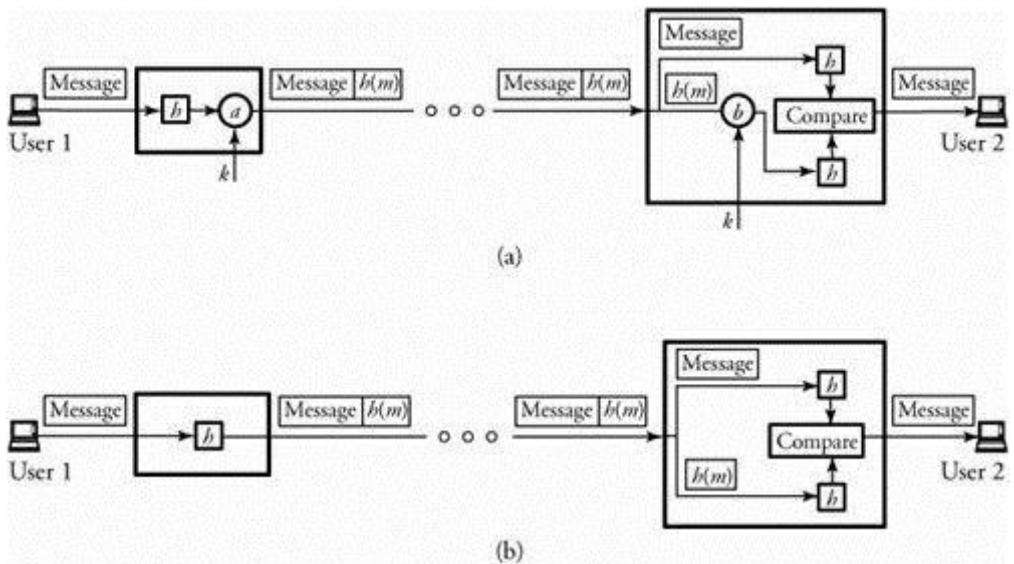 Message
Message h(m)
Message h(m)
Message
h
h(m)
Message
h
a
b
Compare
User 1
User 2
k
h
k
(a)
Message
Message h(m)
Message h(m)
Message
h
Message
h
Compare
User 1
User 2
h(m)
h
(b)